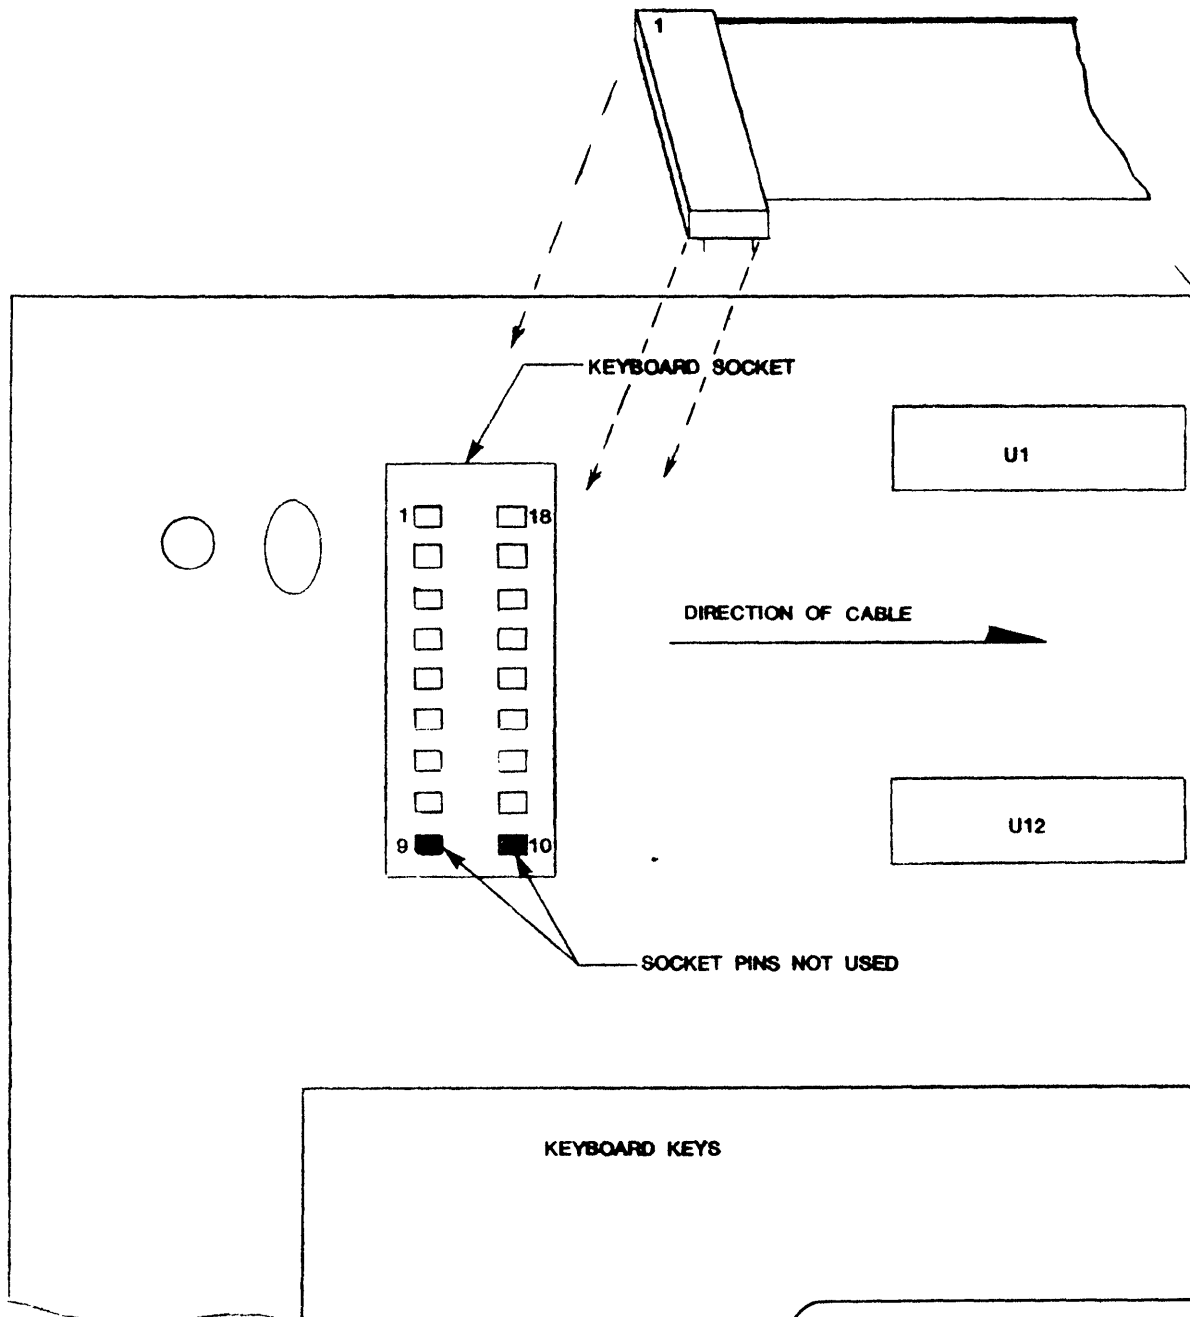 1
KEYBOARD SOCKET
U1
1 18
DIRECTION OF CABLE
U12
9 10
SOCKET PINS NOT USED
KEYBOARD KEYS